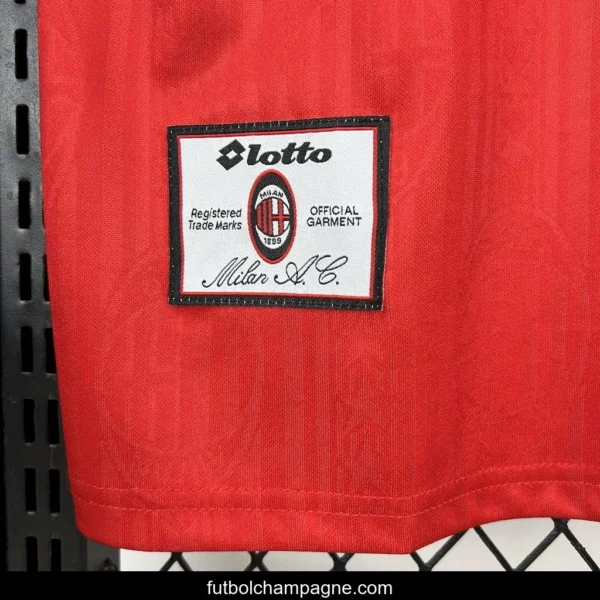 lotto
MILAN
Registered
Trade Marks
OFFICIAL
GARMENT
1899
Milan A.C.
futbolchampagne.com